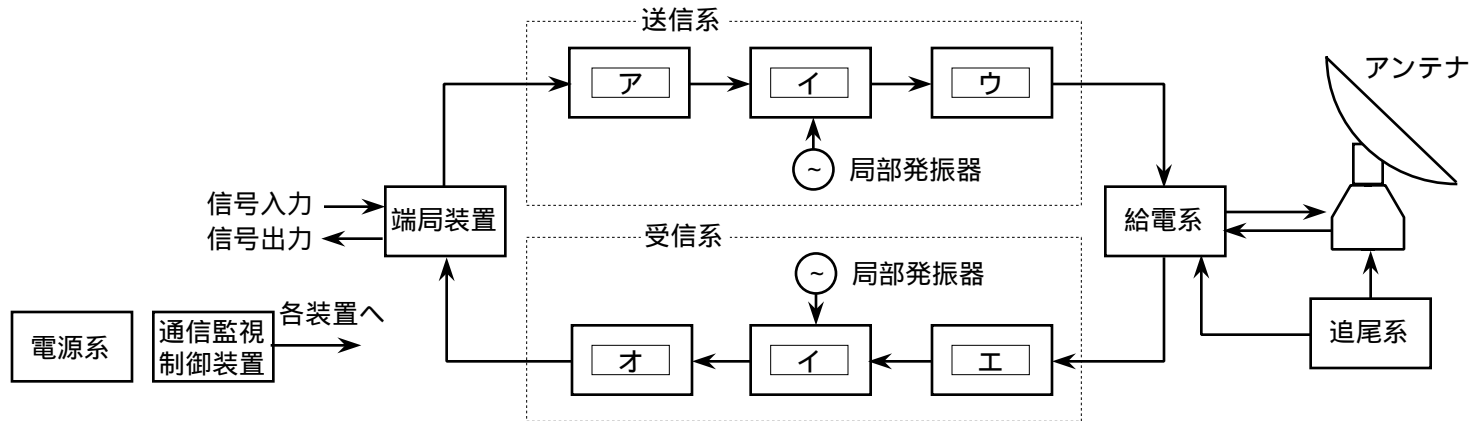 送信系
ア
イ
ウ
~
局部発振器
アンテナ
信号入力
信号出力
端局装置
給電系
受信系
~
局部発振器
オ
イ
エ
追尾系
電源系
通信監視
制御装置
各装置へ